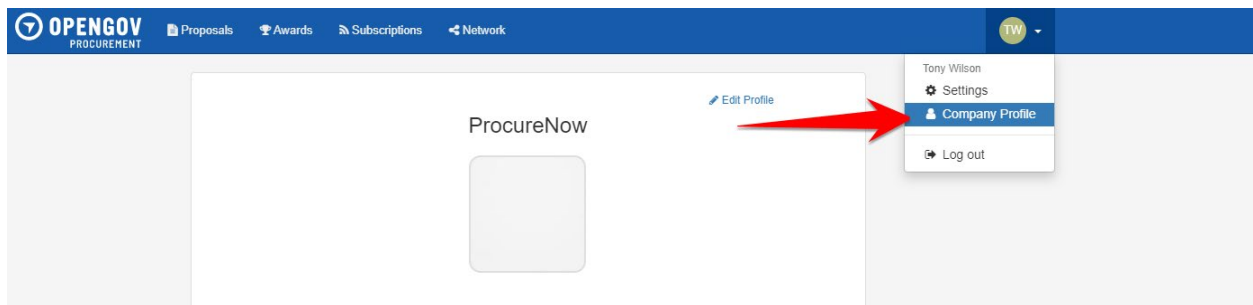 OPENGOV
PROCUREMENT
Proposals Awards Subscriptions Network TW
Tony Wilson
Settings
Edit Profile
Company Profile
ProcureNow
Log out